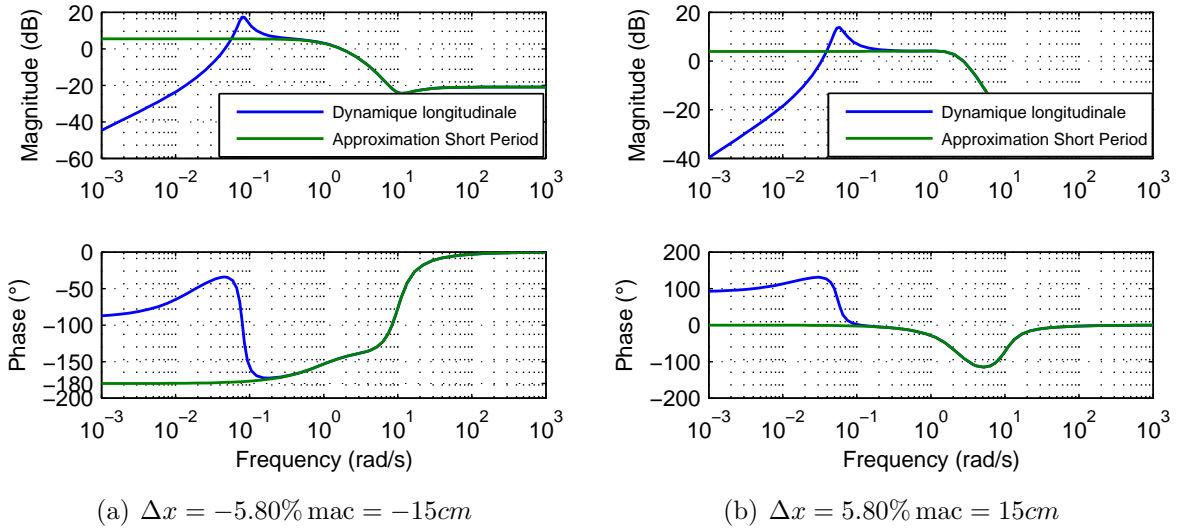 Magnitude (dB)
20
0
−20
−40
−60
10^−3 10^−2 10^−1 10^0 10^1 10^2 10^3
Dynamique longitudinale
Approximation Short Period
Phase (°)
0
−50
−100
−150
−180
−200
10^−3 10^−2 10^−1 10^0 10^1 10^2 10^3
Frequency (rad/s)
(a) Δx = −5.80% mac = −15cm
Magnitude (dB)
20
0
−20
−40
10^−3 10^−2 10^−1 10^0 10^1 10^2 10^3
Dynamique longitudinale
Approximation Short Period
Phase (°)
200
100
0
−100
−200
10^−3 10^−2 10^−1 10^0 10^1 10^2 10^3
Frequency (rad/s)
(b) Δx = 5.80% mac = 15cm